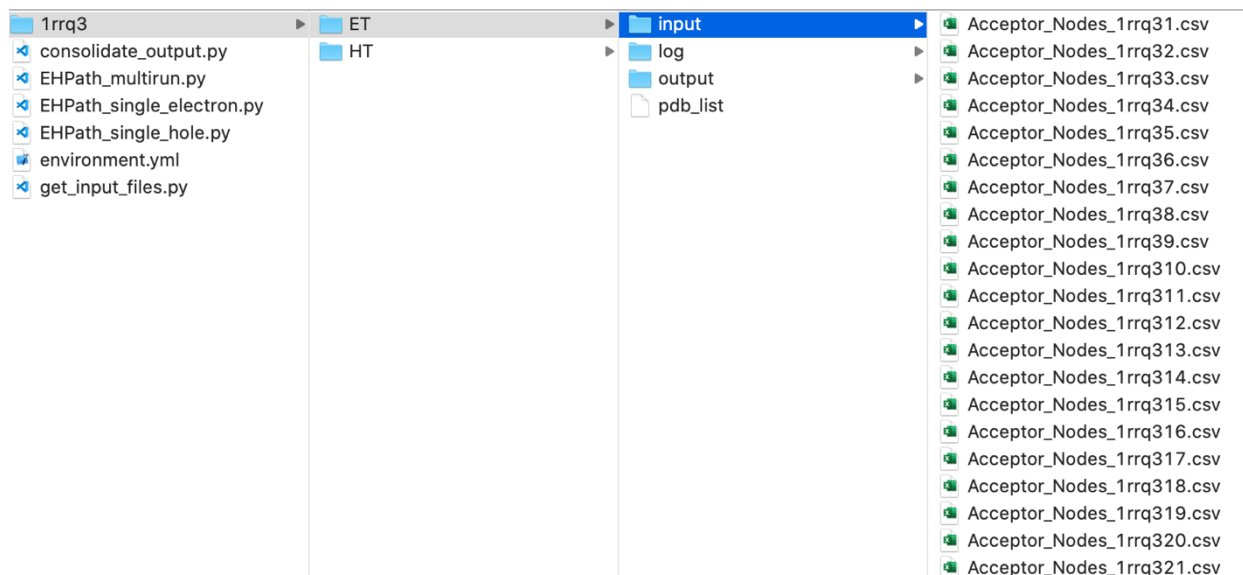 1rrq3
consolidate_output.py
EHPath_multirun.py
EHPath_single_electron.py
EHPath_single_hole.py
environment.yml
get_input_files.py
ET
HT
input
log
output
pdb_list
Acceptor_Nodes_1rrq31.csv
Acceptor_Nodes_1rrq32.csv
Acceptor_Nodes_1rrq33.csv
Acceptor_Nodes_1rrq34.csv
Acceptor_Nodes_1rrq35.csv
Acceptor_Nodes_1rrq36.csv
Acceptor_Nodes_1rrq37.csv
Acceptor_Nodes_1rrq38.csv
Acceptor_Nodes_1rrq39.csv
Acceptor_Nodes_1rrq310.csv
Acceptor_Nodes_1rrq311.csv
Acceptor_Nodes_1rrq312.csv
Acceptor_Nodes_1rrq313.csv
Acceptor_Nodes_1rrq314.csv
Acceptor_Nodes_1rrq315.csv
Acceptor_Nodes_1rrq316.csv
Acceptor_Nodes_1rrq317.csv
Acceptor_Nodes_1rrq318.csv
Acceptor_Nodes_1rrq319.csv
Acceptor_Nodes_1rrq320.csv
Acceptor_Nodes_1rrq321.csv